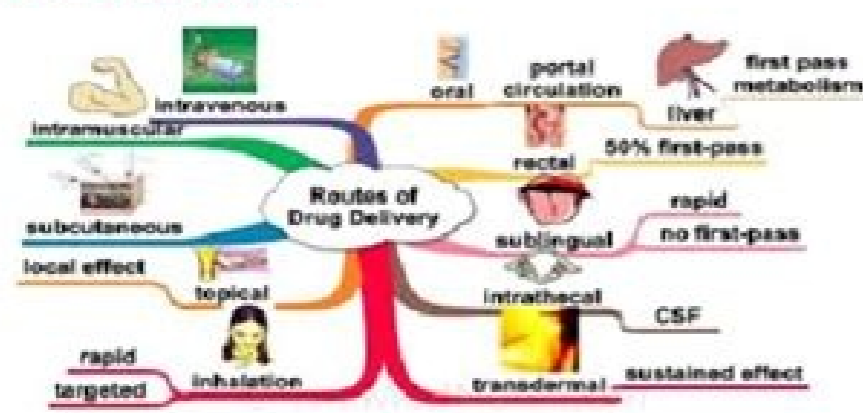 oral
portal
circulation
liver
first pass
metabolism
rectal
50% first-pass
sublingual
rapid
no first-pass
intrathecal
CSF
transdermal
sustained effect
Routes of
Drug Delivery
intravenous
intramuscular
subcutaneous
topical
local effect
inhalation
rapid
targeted